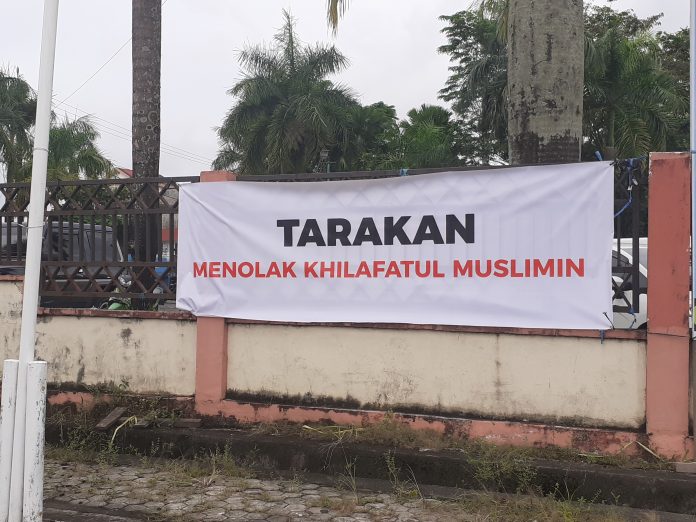 TARAKAN
MENOLAK KHILAFATUL MUSLIMIN